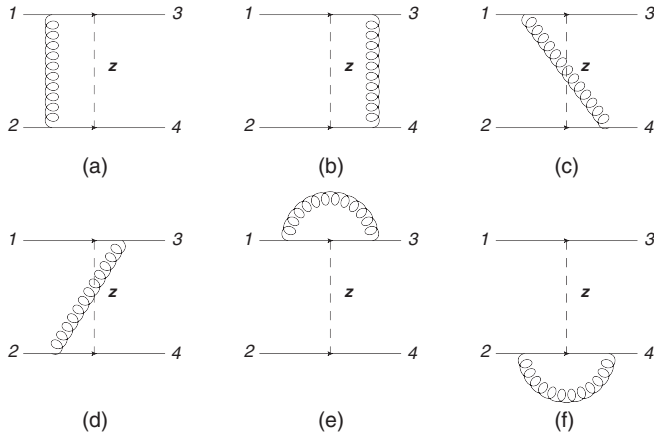 1 3 1 3 1 3
z z z
2 4 2 4 2 4
(a) (b) (c)
1 3 1 3 1 3
z z z
2 4 2 4 2 4
(d) (e) (f)